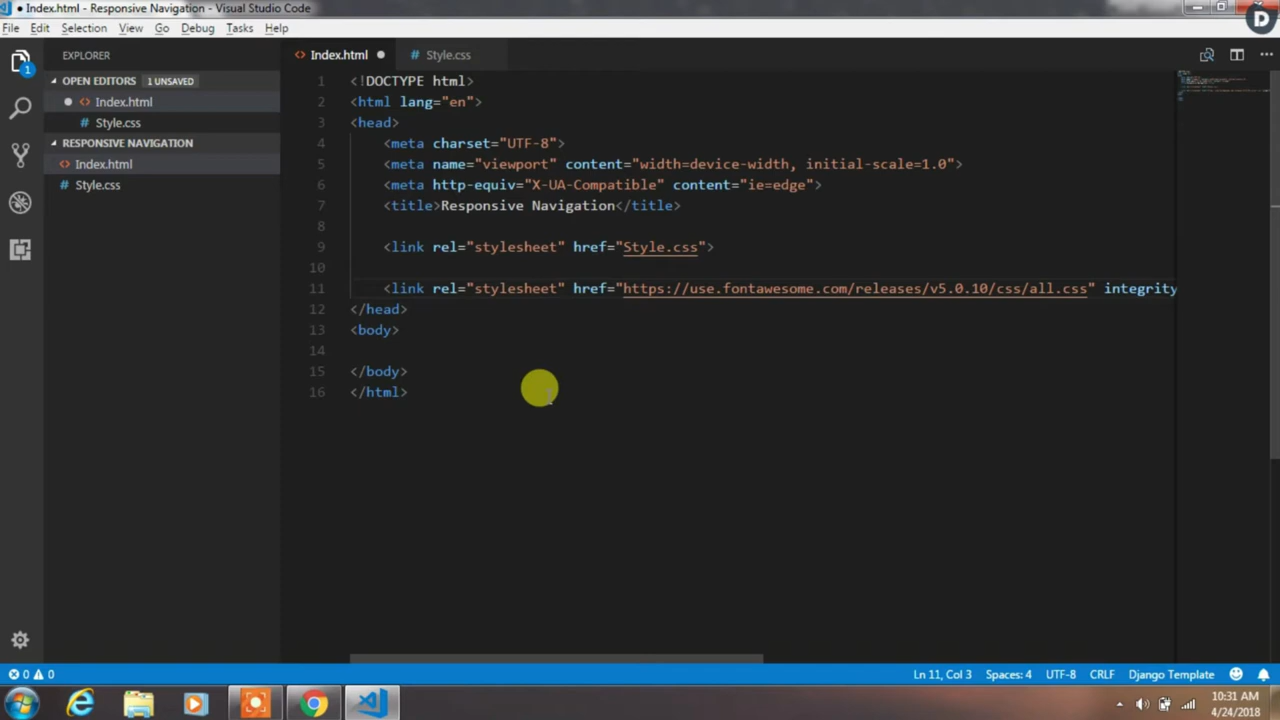 ● Index.html - Responsive Navigation - Visual Studio Code
D
File Edit Selection View Go Debug Tasks Help
EXPLORER
<> Index.html ●
# Style.css
OPEN EDITORS 1 UNSAVED
● <> Index.html
# Style.css
RESPONSIVE NAVIGATION
<> Index.html
# Style.css
1
1 <!DOCTYPE html>
2 <html lang="en">
3 <head>
4 <meta charset="UTF-8">
5 <meta name="viewport" content="width=device-width, initial-scale=1.0">
6 <meta http-equiv="X-UA-Compatible" content="ie=edge">
7 <title>Responsive Navigation</title>
8
9 <link rel="stylesheet" href="Style.css">
10
11 <link rel="stylesheet" href="https://use.fontawesome.com/releases/v5.0.10/css/all.css" integrity
12 </head>
13 <body>
14
15 </body>
16 </html>
0 0 Ln 11, Col 3 Spaces: 4 UTF-8 CRLF Django Template
10:31 AM
4/24/2018